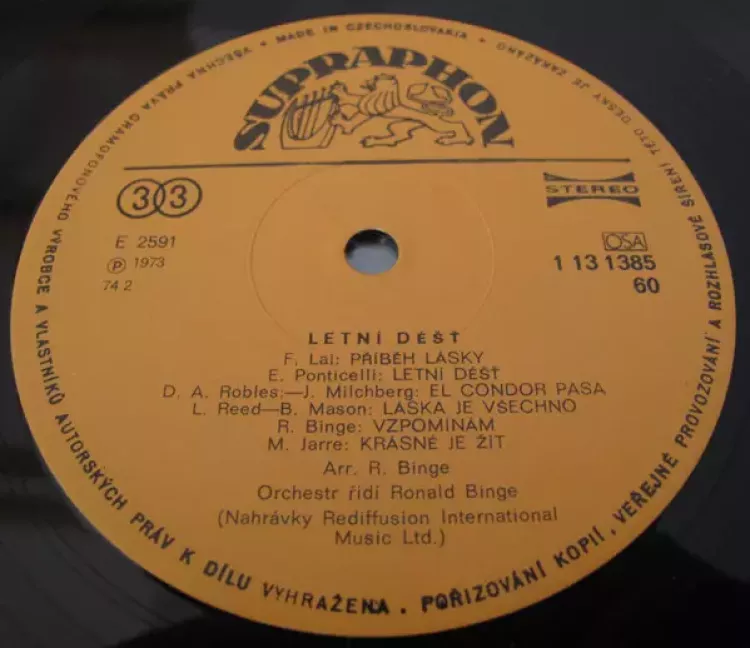 VŠECHNA PRÁVA GRAMOFONOVÉHO VÝROBCE A VLASTNÍKŮ AUTORSKÝCH PRÁV K DÍLU VYHRAŽENA . POŘIZOVÁNÍ KOPIÍ, VEŘEJNÉ PROVOZOVÁNÍ A ROZHLASOVÉ ŠÍŘENÍ TÉTO DESKY JE ZAKÁZÁNO • MADE IN CZECHOSLOVAKIA •
SUPRAPHON
33
STEREO
E 2591
OSA
℗ 1973
1 13 1385
74 2
60
LETNÍ DÉŠŤ
F. Lai: PŘÍBĚH LÁSKY
E. Ponticelli: LETNÍ DÉŠŤ
D. A. Robles;—J. Milchberg: EL CONDOR PASA
L. Reed—B. Mason: LÁSKA JE VŠECHNO
R. Binge: VZPOMÍNÁM
M. Jarre: KRÁSNÉ JE ŽÍT
Arr. R. Binge
Orchestr řídí Ronald Binge
(Nahrávky Rediffusion International
Music Ltd.)